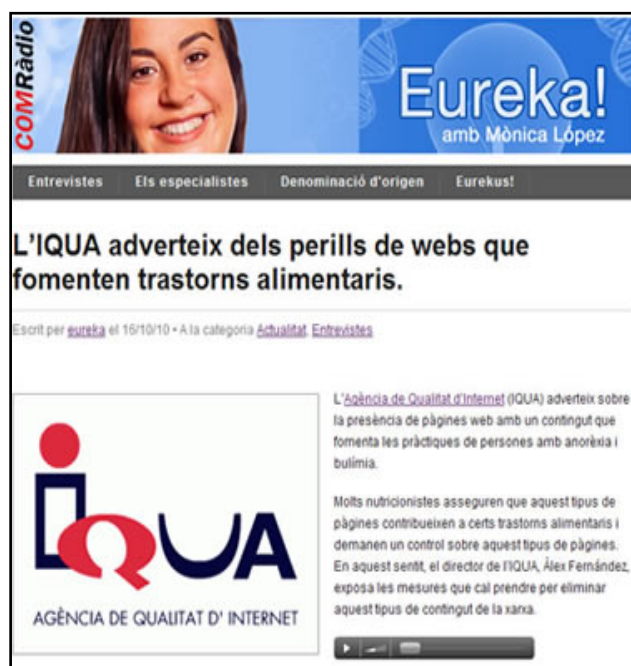 COMRàdio
Eureka!
amb Mònica López
Entrevistes Els especialistes Denominació d'origen Eurekus!
L'IQUA adverteix dels perills de webs que
fomenten trastorns alimentaris.
Escrit per eureka el 16/10/10 • A la categoria Actualitat, Entrevistes
L'Agència de Qualitat d'Internet (IQUA) adverteix sobre
la presència de pàgines web amb un contingut que
fomenta les pràctiques de persones amb anorèxia i
bulímia.
Molts nutricionistes asseguren que aquest tipus de
pàgines contribueixen a certs trastorns alimentaris i
demanen un control sobre aquest tipus de pàgines.
En aquest sentit, el director de l'IQUA, Álex Fernández,
exposa les mesures que cal prendre per eliminar
aquest tipus de contingut de la xarxa.
iQUA
AGÈNCIA DE QUALITAT D' INTERNET